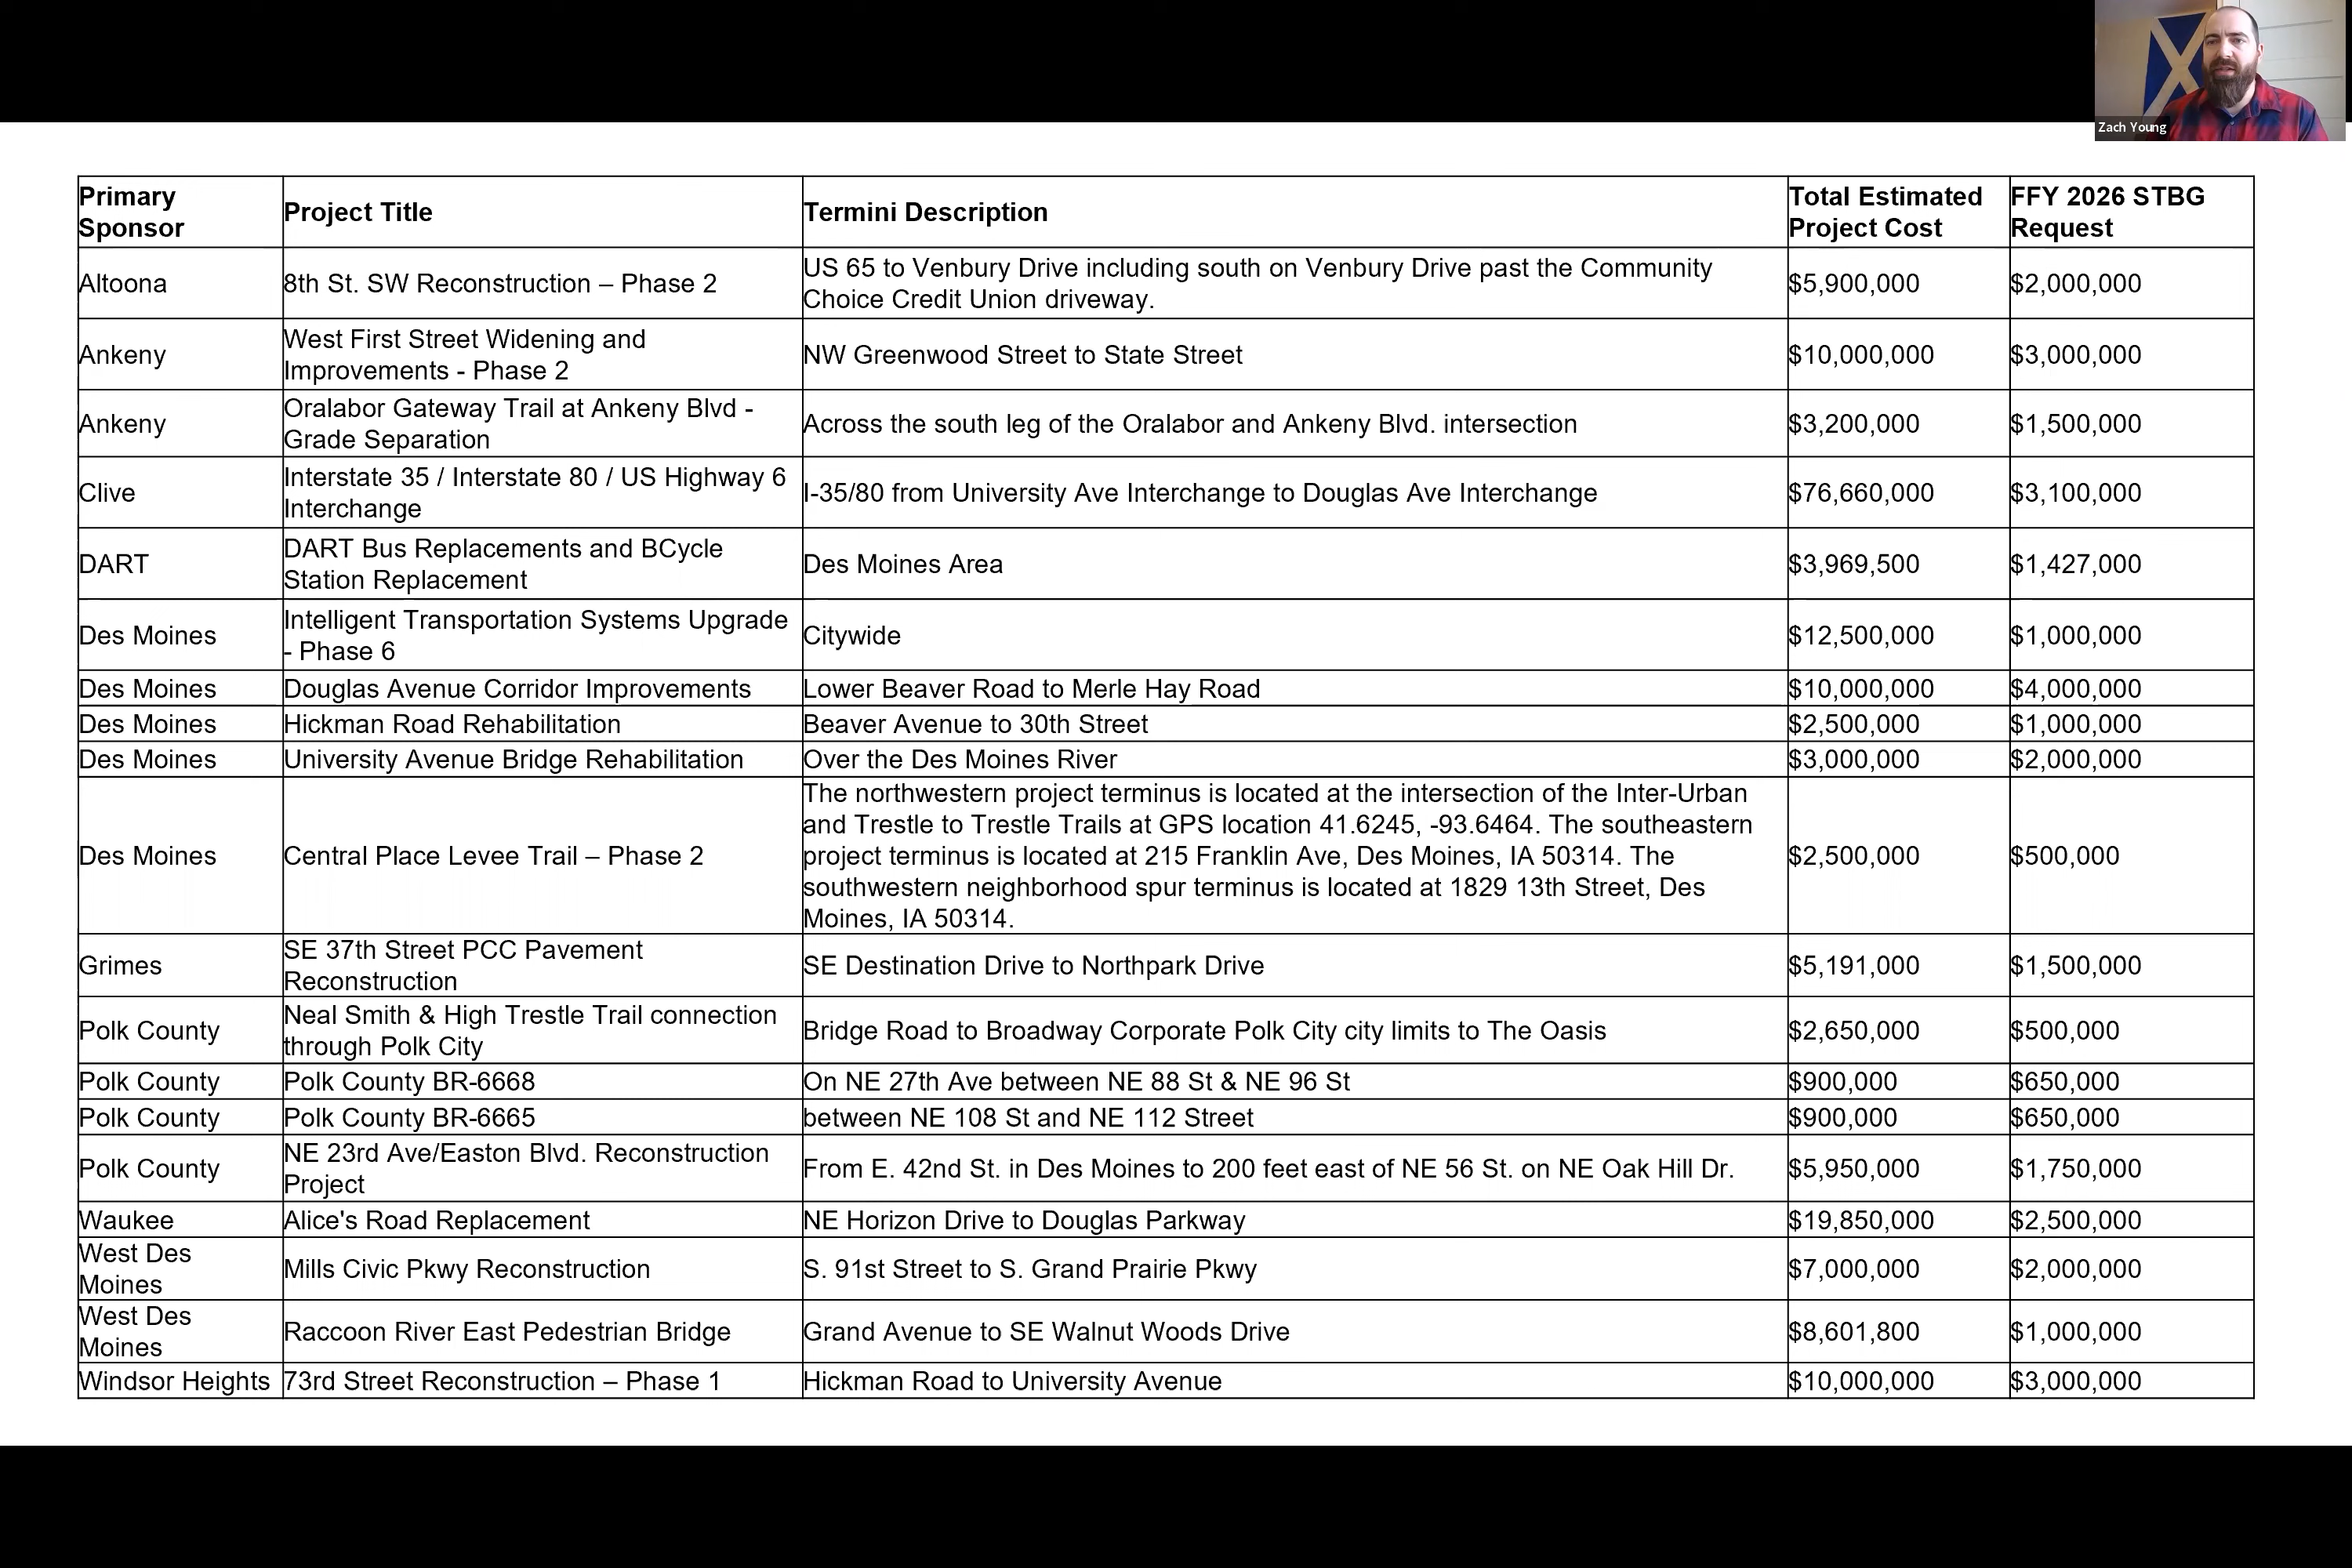 Zach Young
Primary
Sponsor
Project Title
Termini Description
Total Estimated
Project Cost
FFY 2026 STBG
Request
Altoona
8th St. SW Reconstruction – Phase 2
US 65 to Venbury Drive including south on Venbury Drive past the Community
Choice Credit Union driveway.
$5,900,000
$2,000,000
Ankeny
West First Street Widening and
Improvements - Phase 2
NW Greenwood Street to State Street
$10,000,000
$3,000,000
Ankeny
Oralabor Gateway Trail at Ankeny Blvd -
Grade Separation
Across the south leg of the Oralabor and Ankeny Blvd. intersection
$3,200,000
$1,500,000
Clive
Interstate 35 / Interstate 80 / US Highway 6
Interchange
I-35/80 from University Ave Interchange to Douglas Ave Interchange
$76,660,000
$3,100,000
DART
DART Bus Replacements and BCycle
Station Replacement
Des Moines Area
$3,969,500
$1,427,000
Des Moines
Intelligent Transportation Systems Upgrade
- Phase 6
Citywide
$12,500,000
$1,000,000
Des Moines
Douglas Avenue Corridor Improvements
Lower Beaver Road to Merle Hay Road
$10,000,000
$4,000,000
Des Moines
Hickman Road Rehabilitation
Beaver Avenue to 30th Street
$2,500,000
$1,000,000
Des Moines
University Avenue Bridge Rehabilitation
Over the Des Moines River
$3,000,000
$2,000,000
Des Moines
Central Place Levee Trail – Phase 2
The northwestern project terminus is located at the intersection of the Inter-Urban
and Trestle to Trestle Trails at GPS location 41.6245, -93.6464. The southeastern
project terminus is located at 215 Franklin Ave, Des Moines, IA 50314. The
southwestern neighborhood spur terminus is located at 1829 13th Street, Des
Moines, IA 50314.
$2,500,000
$500,000
Grimes
SE 37th Street PCC Pavement
Reconstruction
SE Destination Drive to Northpark Drive
$5,191,000
$1,500,000
Polk County
Neal Smith & High Trestle Trail connection
through Polk City
Bridge Road to Broadway Corporate Polk City city limits to The Oasis
$2,650,000
$500,000
Polk County
Polk County BR-6668
On NE 27th Ave between NE 88 St & NE 96 St
$900,000
$650,000
Polk County
Polk County BR-6665
between NE 108 St and NE 112 Street
$900,000
$650,000
Polk County
NE 23rd Ave/Easton Blvd. Reconstruction
Project
From E. 42nd St. in Des Moines to 200 feet east of NE 56 St. on NE Oak Hill Dr.
$5,950,000
$1,750,000
Waukee
Alice's Road Replacement
NE Horizon Drive to Douglas Parkway
$19,850,000
$2,500,000
West Des
Moines
Mills Civic Pkwy Reconstruction
S. 91st Street to S. Grand Prairie Pkwy
$7,000,000
$2,000,000
West Des
Moines
Raccoon River East Pedestrian Bridge
Grand Avenue to SE Walnut Woods Drive
$8,601,800
$1,000,000
Windsor Heights
73rd Street Reconstruction – Phase 1
Hickman Road to University Avenue
$10,000,000
$3,000,000